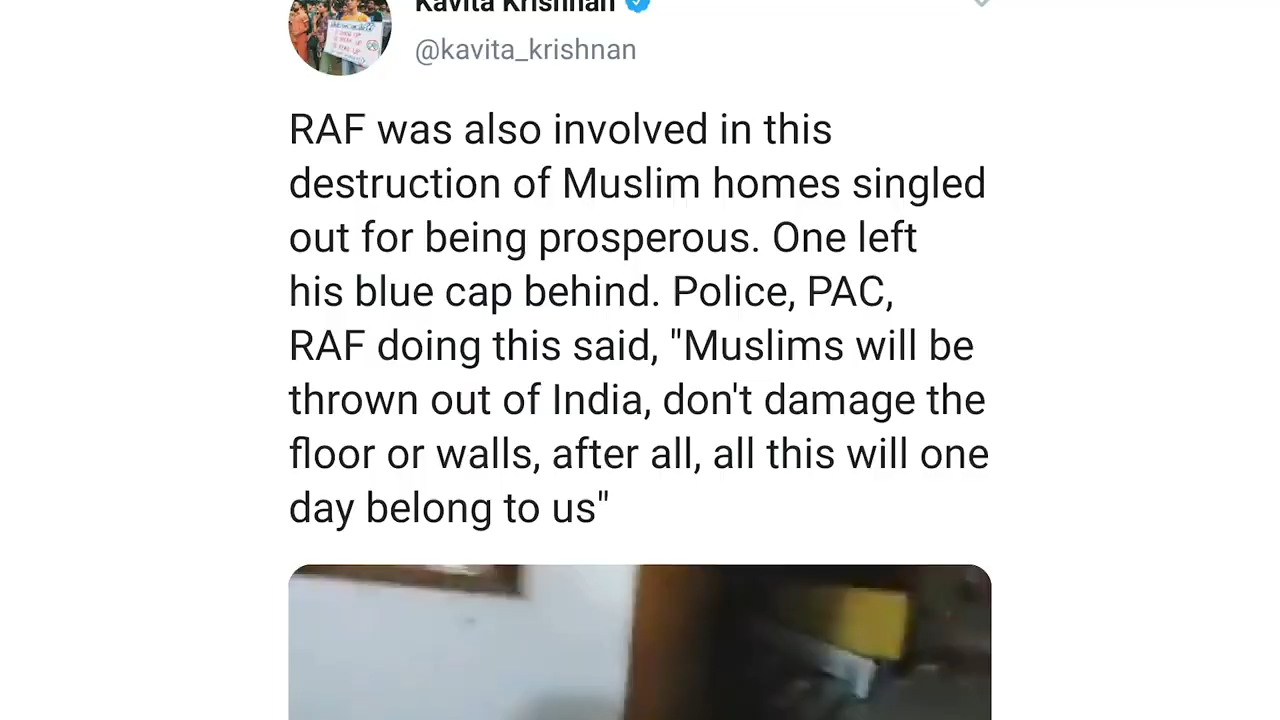 Kavita Krishnan
@kavita_krishnan
RAF was also involved in this
destruction of Muslim homes singled
out for being prosperous. One left
his blue cap behind. Police, PAC,
RAF doing this said, "Muslims will be
thrown out of India, don't damage the
floor or walls, after all, all this will one
day belong to us"